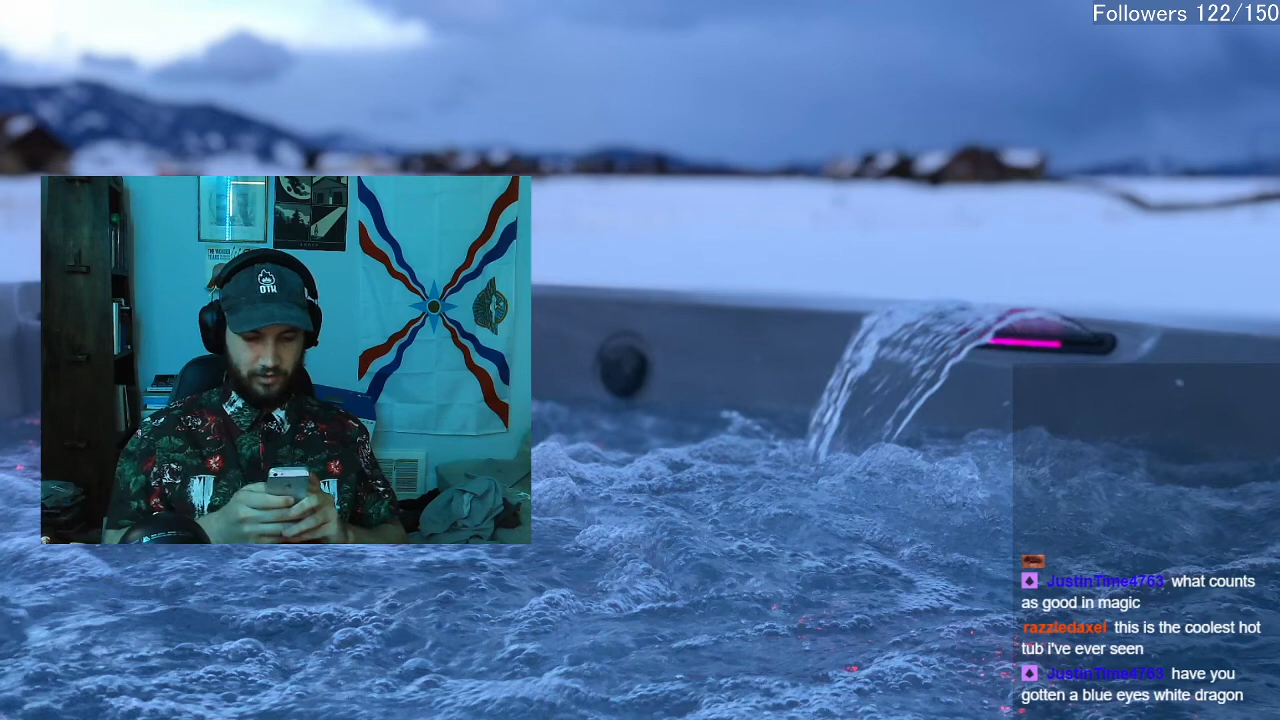 Followers 122/150
OTK
JustinTime4763 what counts
as good in magic
razzledaxel this is the coolest hot
tub i've ever seen
JustinTime4763 have you
gotten a blue eyes white dragon